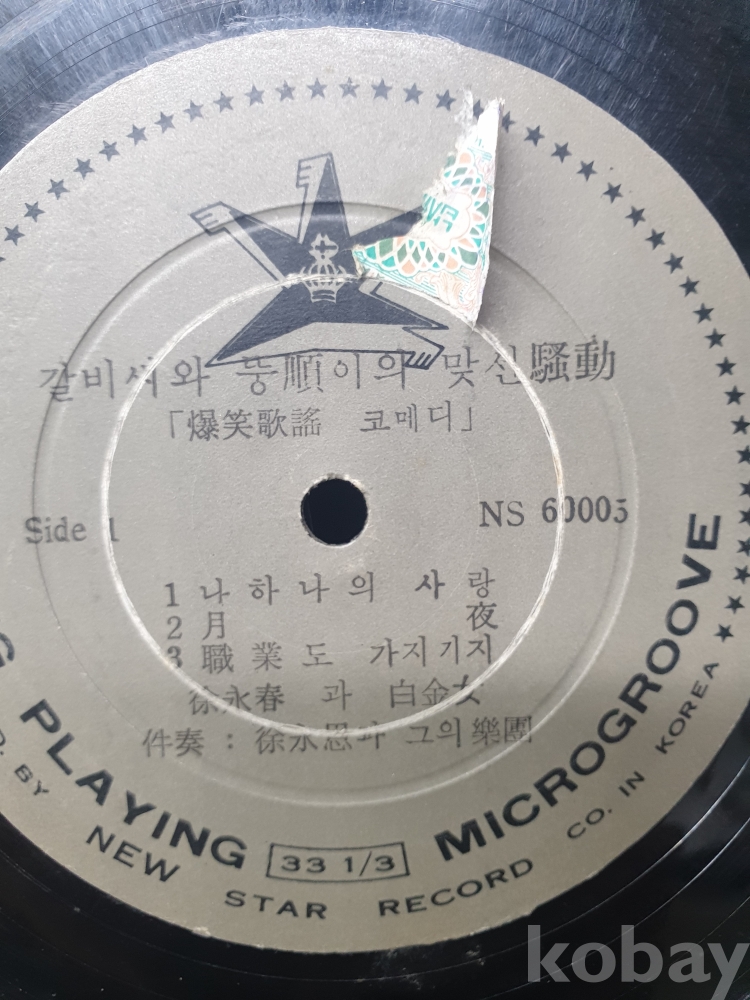 갈비씨와 뚱順이의 맞선騷動
「爆笑歌謠 코메디」
Side 1
NS 60005
1 나하나의 사랑
2 月 夜
3 職業도 가지가지
徐永春 과 白金女
伴奏 : 徐永恩과 그의 樂團
PLAYING 33 1/3 MICROGROOVE
BY NEW STAR RECORD CO. IN KOREA
kobay